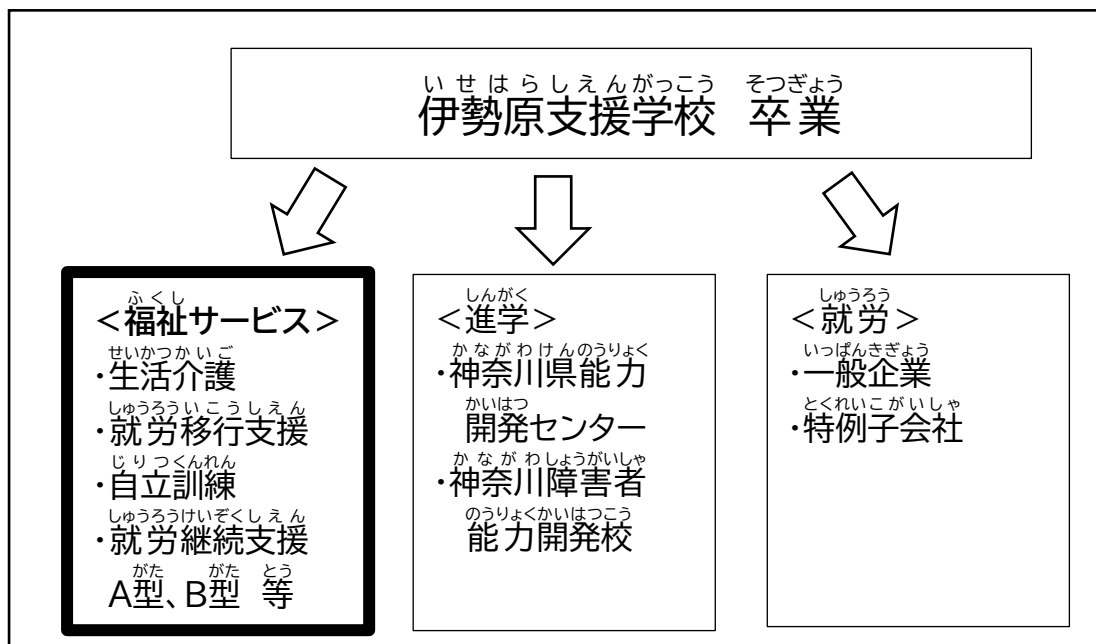 いせはらしえんがっこう そつぎょう
伊勢原支援学校 卒業
ふくし
＜福祉サービス＞
せいかつかいご
・生活介護
しゅうろういこうしえん
・就労移行支援
じりつくんれん
・自立訓練
しゅうろうけいぞくしえん
・就労継続支援
がた がた とう
A型、B型 等
しんがく
＜進学＞
かながわけんのうりょく
・神奈川県能力
かいはつ
開発センター
かながわしょうがいしゃ
・神奈川障害者
のうりょくかいはつこう
能力開発校
しゅうろう
＜就労＞
いっぱんきぎょう
・一般企業
とくれいこがいしゃ
・特例子会社